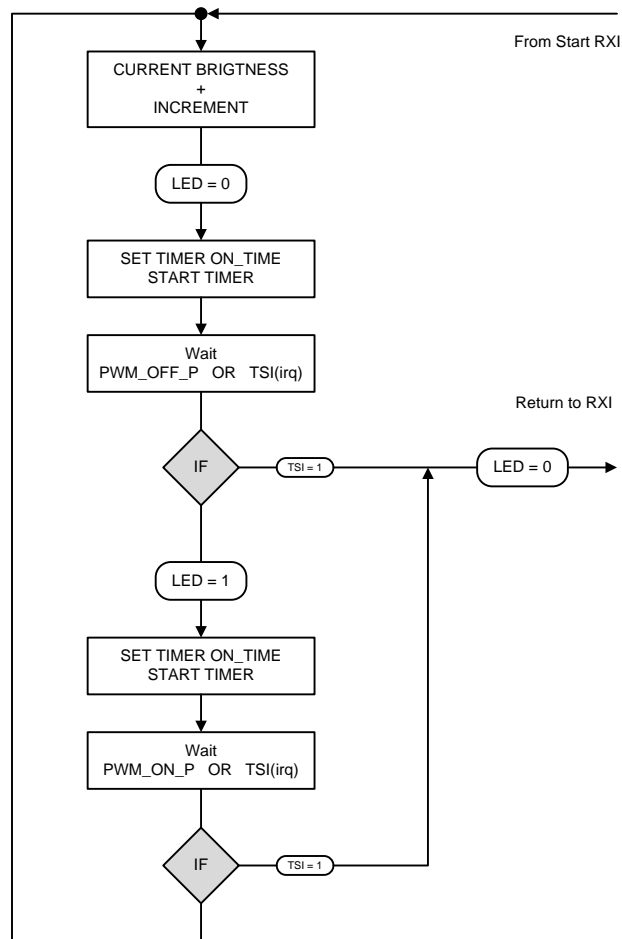 From Start RXI
CURRENT BRIGTNESS
+
INCREMENT
LED = 0
SET TIMER ON_TIME
START TIMER
Wait
PWM_OFF_P OR TSI(irq)
Return to RXI
IF
TSI = 1
LED = 0
LED = 1
SET TIMER ON_TIME
START TIMER
Wait
PWM_ON_P OR TSI(irq)
IF
TSI = 1